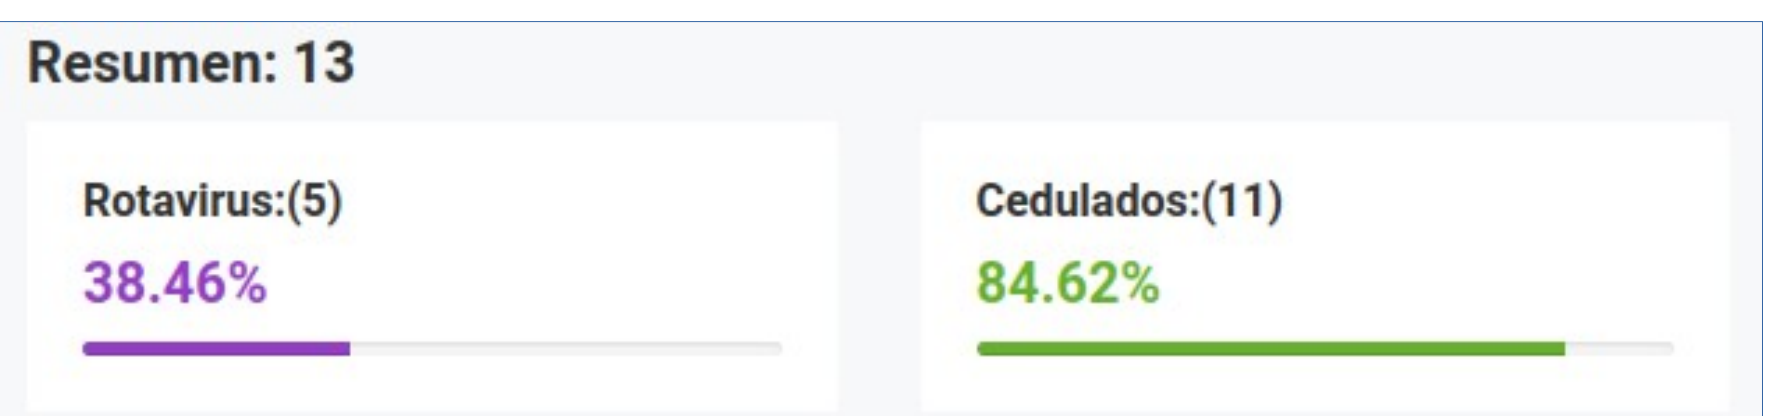 Resumen: 13
Rotavirus:(5)
38.46%
Cedulados:(11)
84.62%